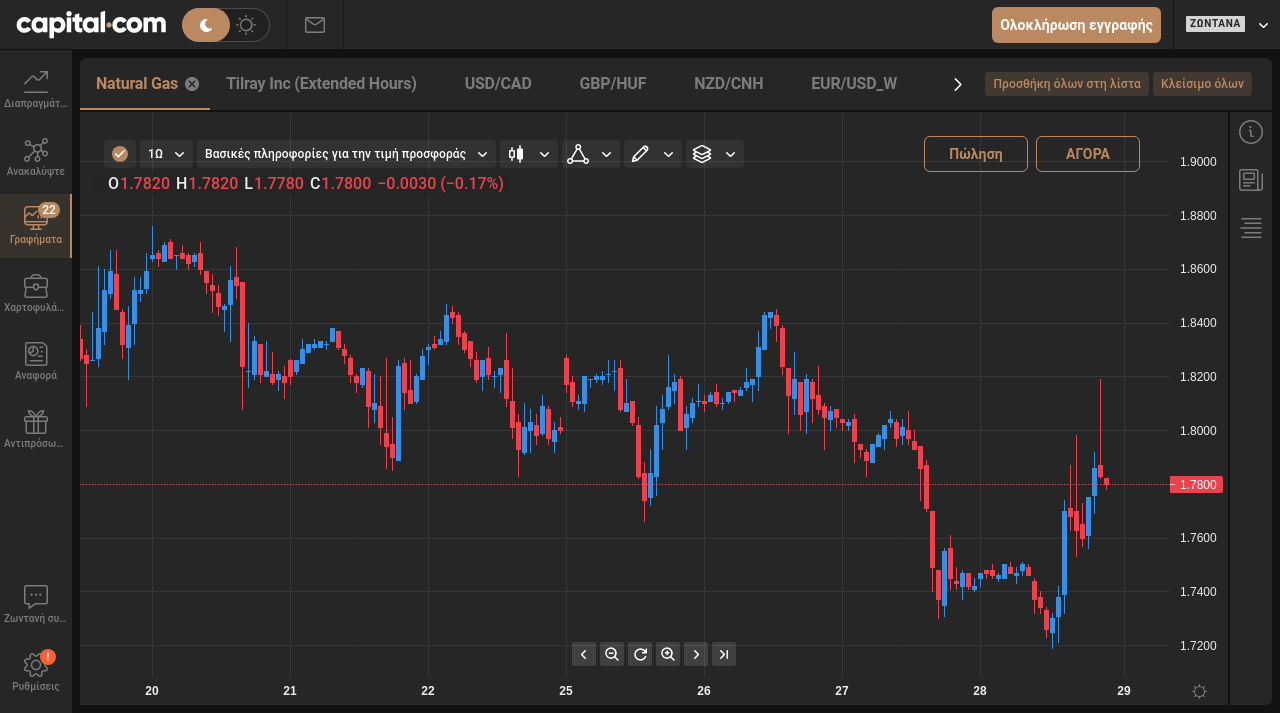 capital.com
Ολοκλήρωση εγγραφής
ΖΩΝΤΑΝΑ
Natural Gas
Tilray Inc (Extended Hours)
USD/CAD
GBP/HUF
NZD/CNH
EUR/USD_W
Προσθήκη όλων στη λίστα
Κλείσιμο όλων
Διαπραγμάτ...
Ανακαλύψτε
22
Γραφήματα
Χαρτοφυλά...
Αναφορά
Αντιπρόσω...
Ζωντανή συ...
!
Ρυθμίσεις
1Ω
Βασικές πληροφορίες για την τιμή προσφοράς
Πώληση
ΑΓΟΡΑ
O1.7820 H1.7820 L1.7780 C1.7800 −0.0030 (−0.17%)
1.9000
1.8800
1.8600
1.8400
1.8200
1.8000
1.7800
1.7600
1.7400
1.7200
20 21 22 25 26 27 28 29